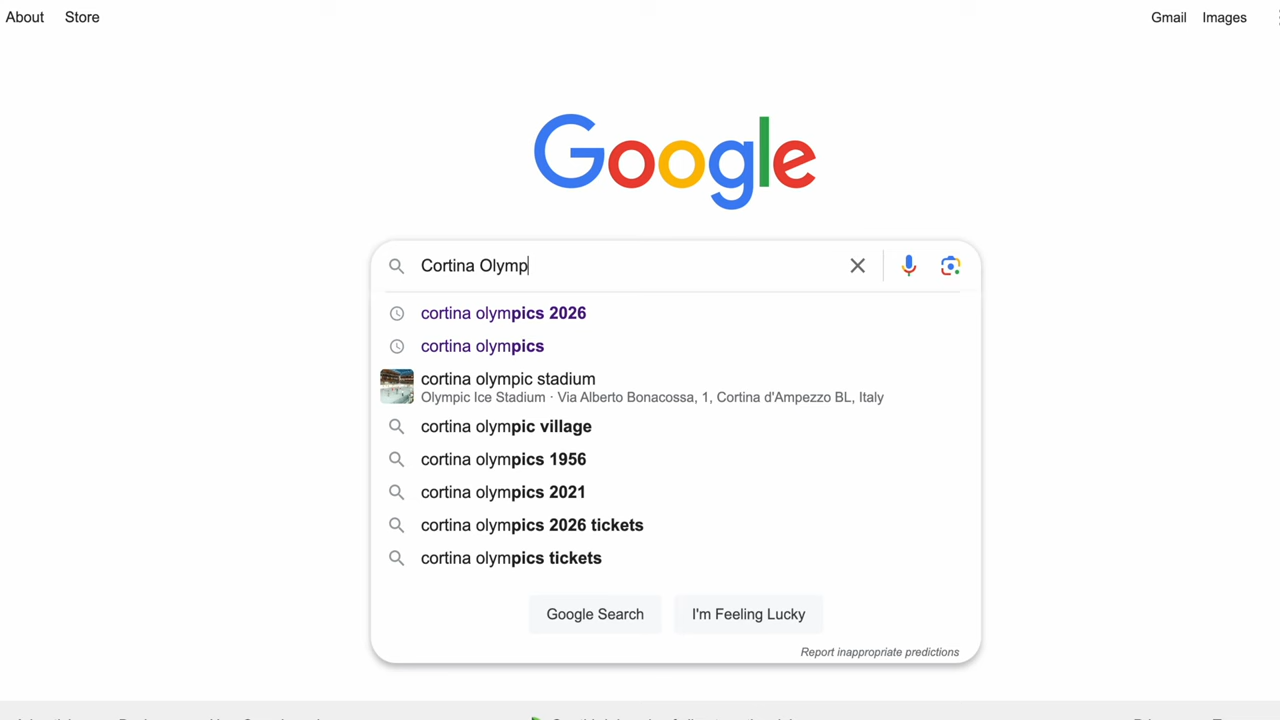 About Store Gmail Images
Google
Cortina Olymp
cortina olympics 2026
cortina olympics
cortina olympic stadium
Olympic Ice Stadium · Via Alberto Bonacossa, 1, Cortina d'Ampezzo BL, Italy
cortina olympic village
cortina olympics 1956
cortina olympics 2021
cortina olympics 2026 tickets
cortina olympics tickets
Google Search I'm Feeling Lucky
Report inappropriate predictions